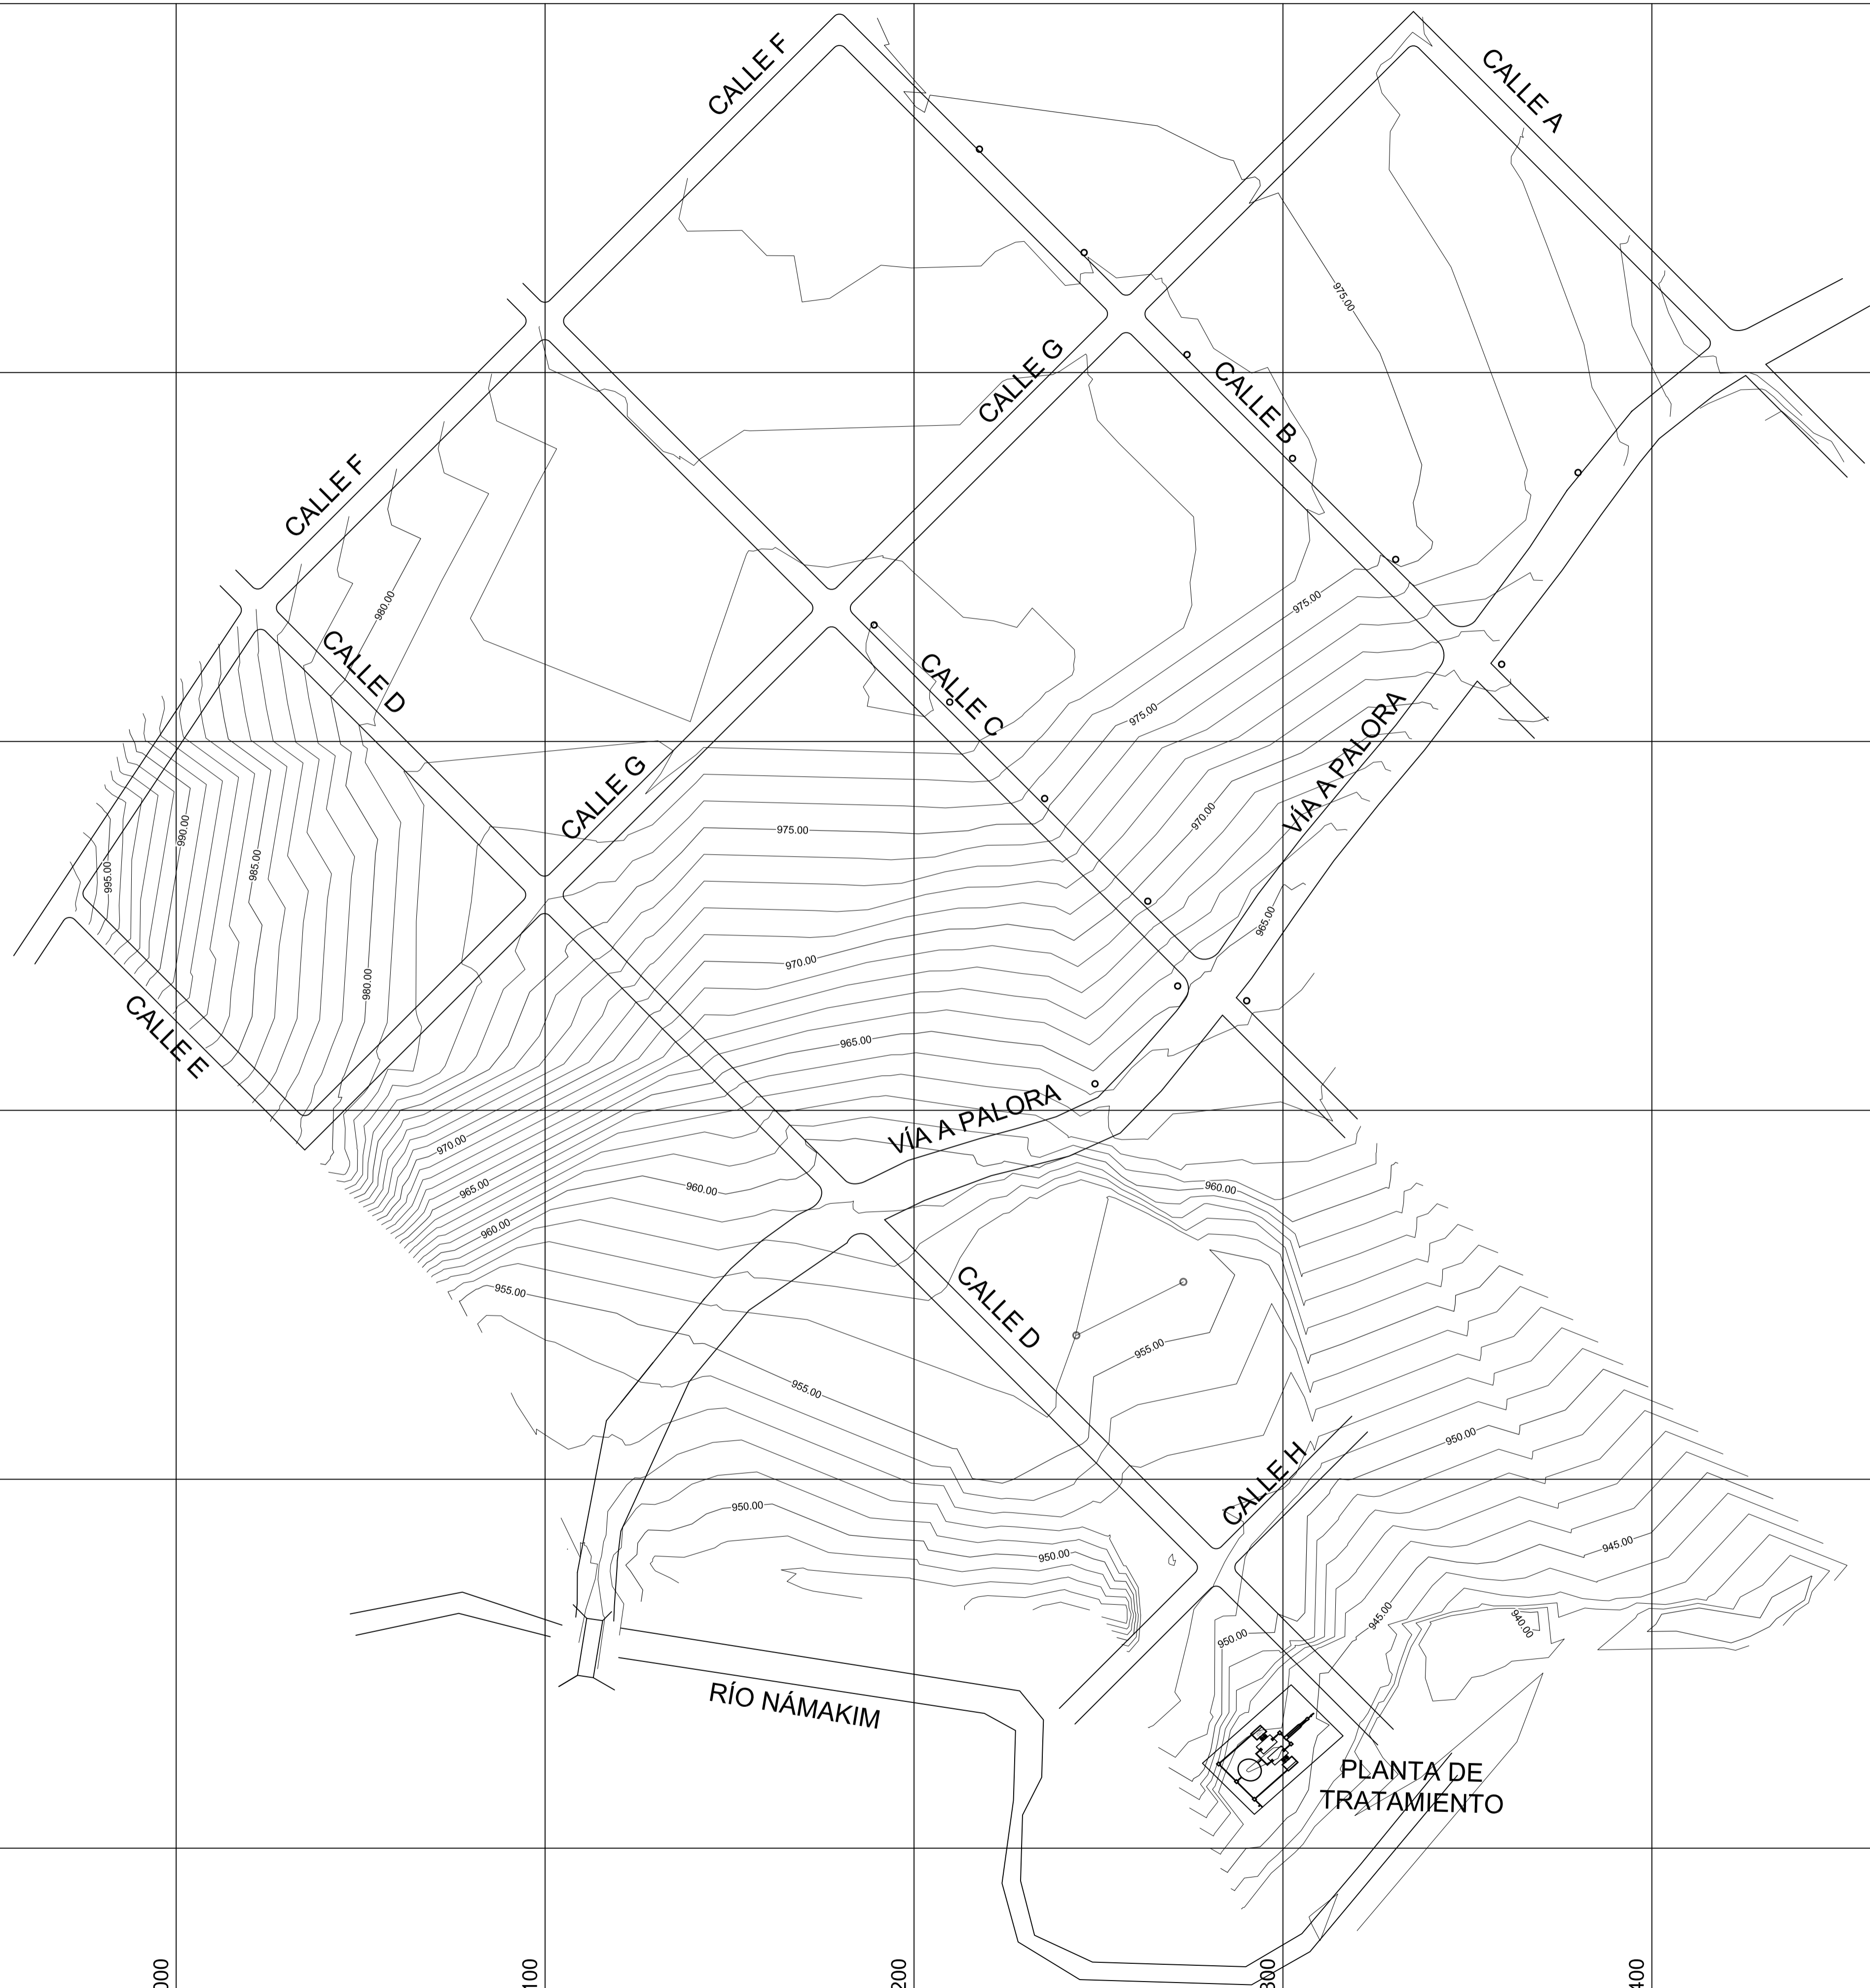 CALLE F
CALLE A
975.00
CALLE G
CALLE B
CALLE F
980.00
975.00
CALLE D
CALLE C
975.00
VÍA A PALORA
CALLE G
975.00
970.00
990.00
985.00
995.00
965.00
970.00
980.00
CALLE E
965.00
VÍA A PALORA
970.00
965.00
960.00
960.00
960.00
955.00
CALLE D
955.00
955.00
CALLE H
950.00
950.00
950.00
945.00
945.00
940.00
950.00
RÍO NÁMAKIM
PLANTA DE
TRATAMIENTO
000
100
200
300
400